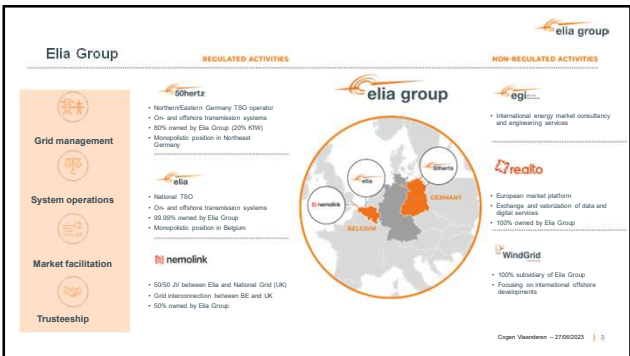 elia group
Elia Group
REGULATED ACTIVITIES
NON-REGULATED ACTIVITIES
Grid management
System operations
Market facilitation
Trusteeship
50hertz
• Northern/Eastern Germany TSO operator
• On- and offshore transmission systems
• 80% owned by Elia Group (20% KfW)
• Monopolistic position in Northeast
Germany
elia
• National TSO
• On- and offshore transmission systems
• 99.99% owned by Elia Group
• Monopolistic position in Belgium
nemolink
• 50/50 JV between Elia and National Grid (UK)
• Grid interconnection between BE and UK
• 50% owned by Elia Group
elia group
elia
50hertz
nemolink
GERMANY
BELGIUM
egi
• International energy market consultancy
and engineering services
realto
• European market platform
• Exchange and valorization of data and
digital services
• 100% owned by Elia Group
WindGrid
• 100% subsidiary of Elia Group
• Focusing on international offshore
developments
Cogen Vlaanderen – 27/06/2023 | 3